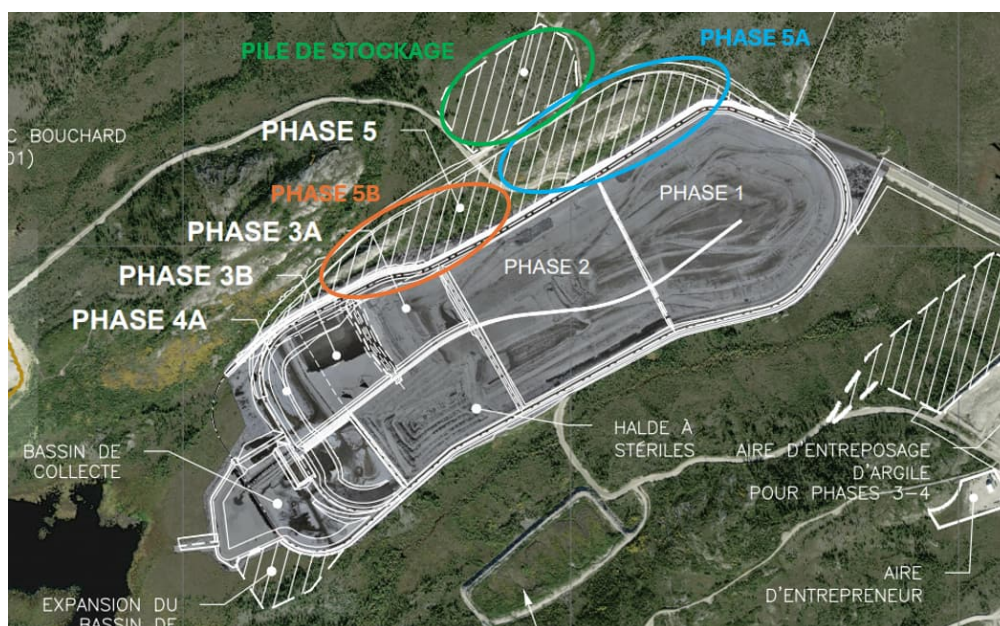 PILE DE STOCKAGE
PHASE 5A
C BOUCHARD
01)
PHASE 5
PHASE 5B
PHASE 1
PHASE 3A
PHASE 2
PHASE 3B
PHASE 4A
BASSIN DE
COLLECTE
HALDE À
STÉRILES
AIRE D'ENTREPOSAGE
D'ARGILE
POUR PHASES 3-4
AIRE
D'ENTREPRENEUR
EXPANSION DU
BASSIN DE